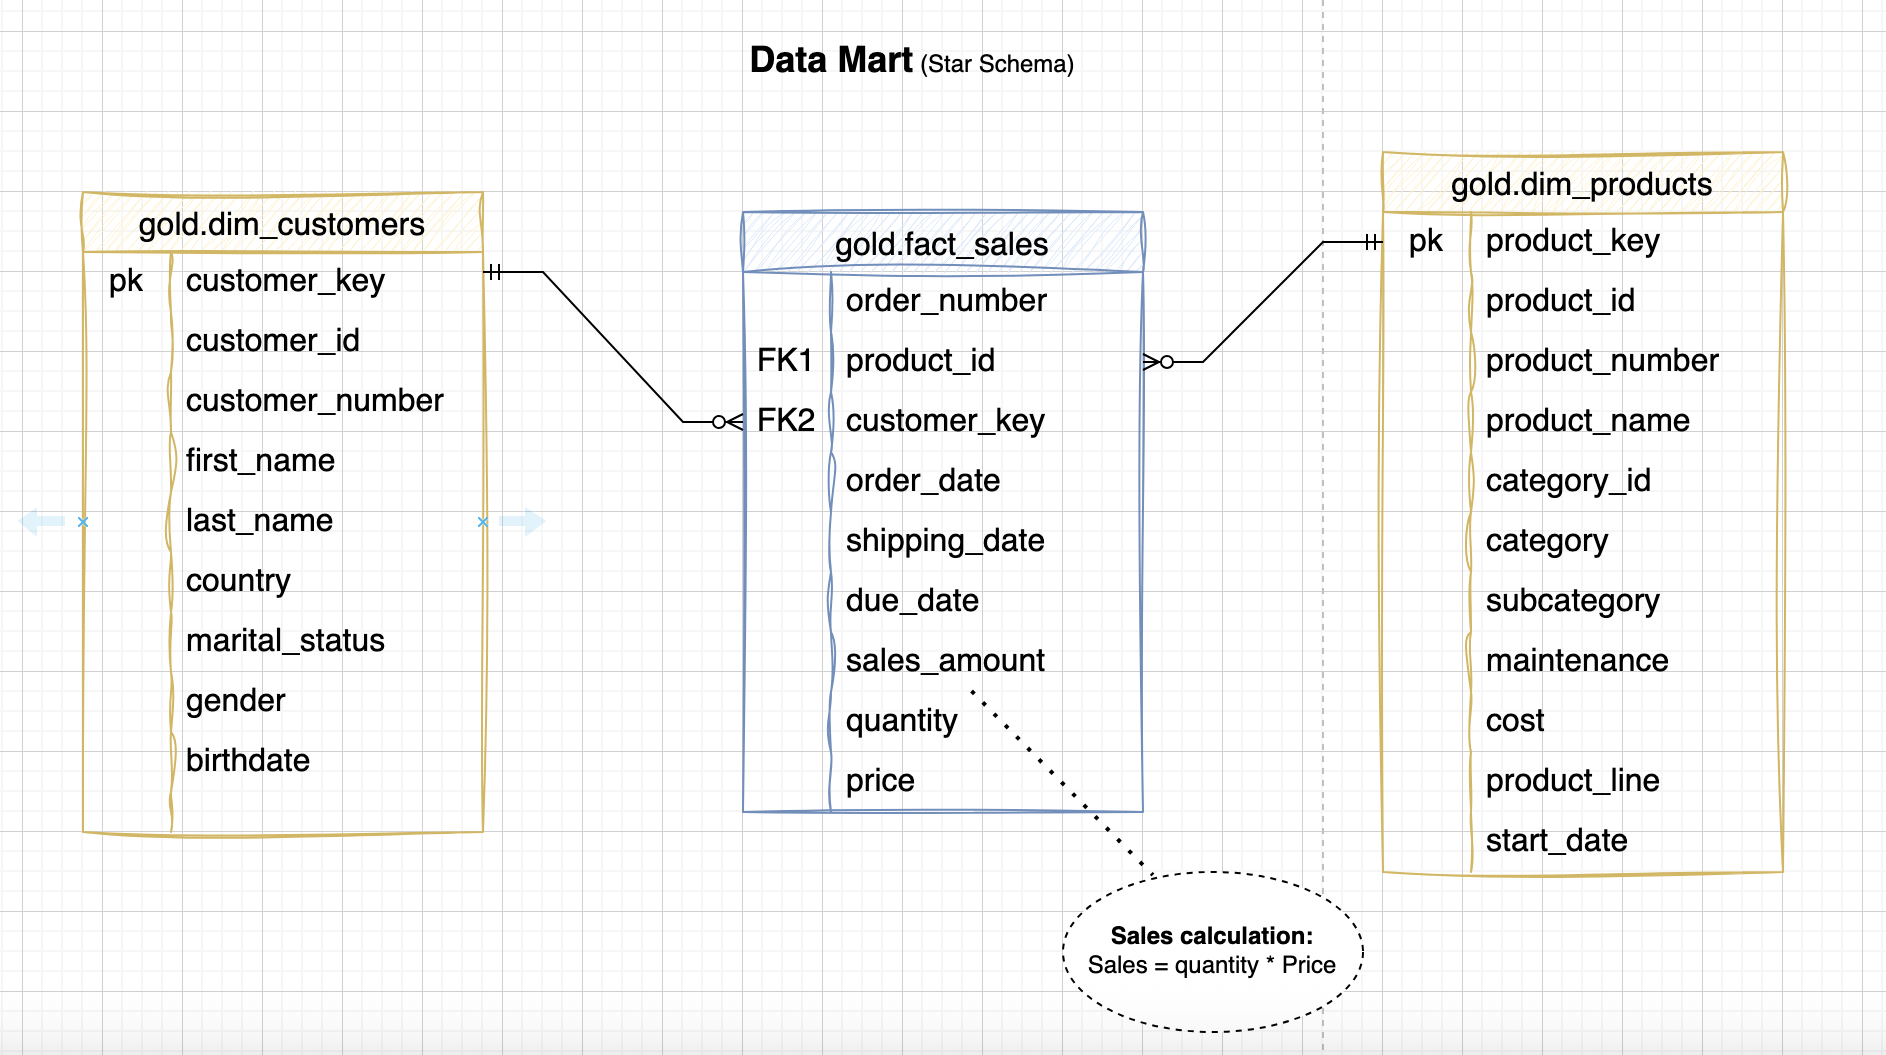 Data Mart (Star Schema)
gold.dim_customers
pk customer_key
customer_id
customer_number
first_name
last_name
country
marital_status
gender
birthdate
gold.fact_sales
order_number
FK1 product_id
FK2 customer_key
order_date
shipping_date
due_date
sales_amount
quantity
price
gold.dim_products
pk product_key
product_id
product_number
product_name
category_id
category
subcategory
maintenance
cost
product_line
start_date
Sales calculation:
Sales = quantity * Price